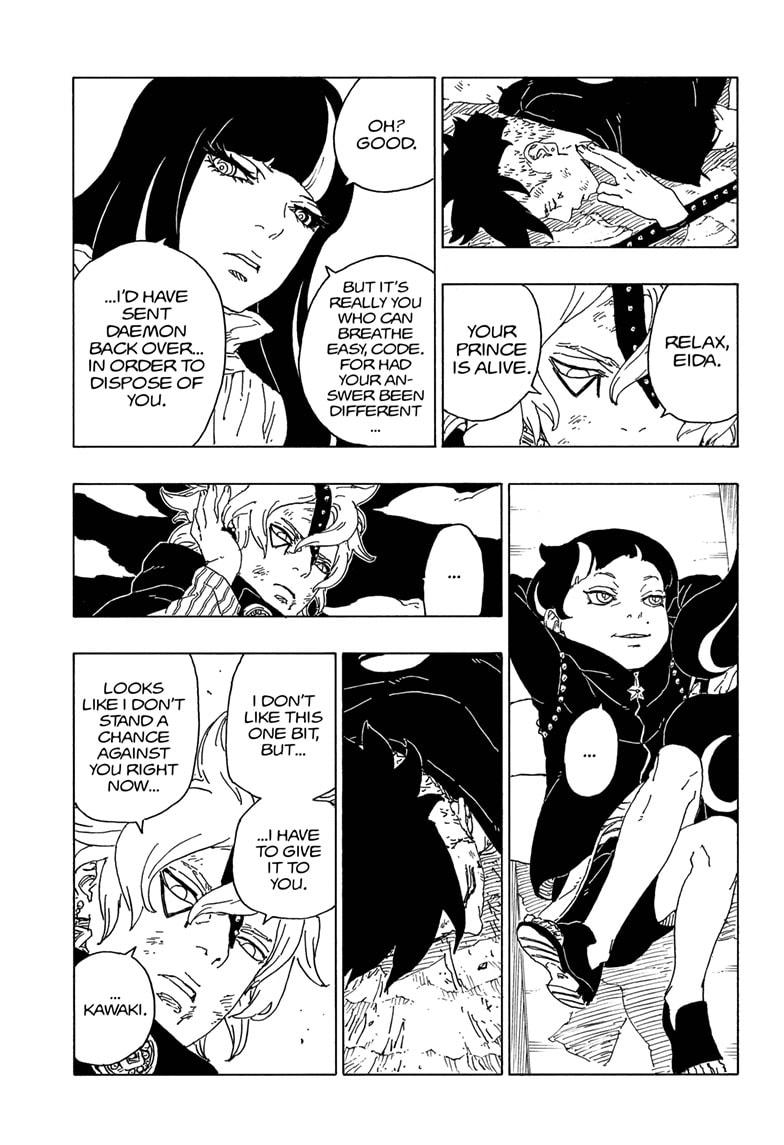 RELAX,
EIDA.
YOUR
PRINCE
IS ALIVE.
OH?
GOOD.
BUT IT'S
REALLY YOU
WHO CAN
BREATHE
EASY, CODE.
FOR HAD
YOUR AN-
SWER BEEN
DIFFERENT
...
...I'D HAVE
SENT
DAEMON
BACK OVER...
IN ORDER TO
DISPOSE OF
YOU.
...
...
I DON'T
LIKE THIS
ONE BIT,
BUT...
...I HAVE
TO GIVE
IT TO
YOU.
LOOKS
LIKE I DON'T
STAND A
CHANCE
AGAINST
YOU RIGHT
NOW...
...
KAWAKI.